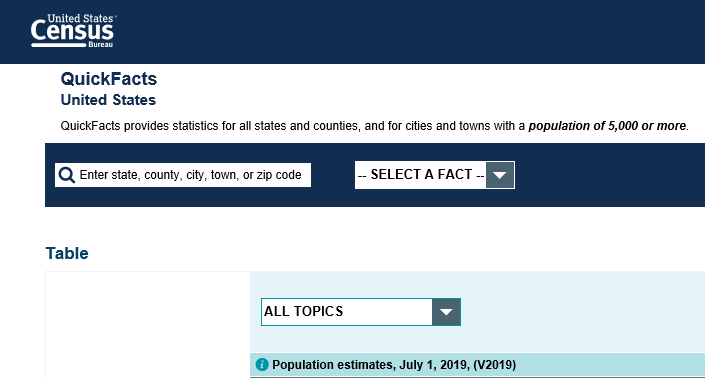 United States™
Census
Bureau
QuickFacts
United States
QuickFacts provides statistics for all states and counties, and for cities and towns with a population of 5,000 or more.
Enter state, county, city, town, or zip code
-- SELECT A FACT --
Table
ALL TOPICS
i Population estimates, July 1, 2019, (V2019)